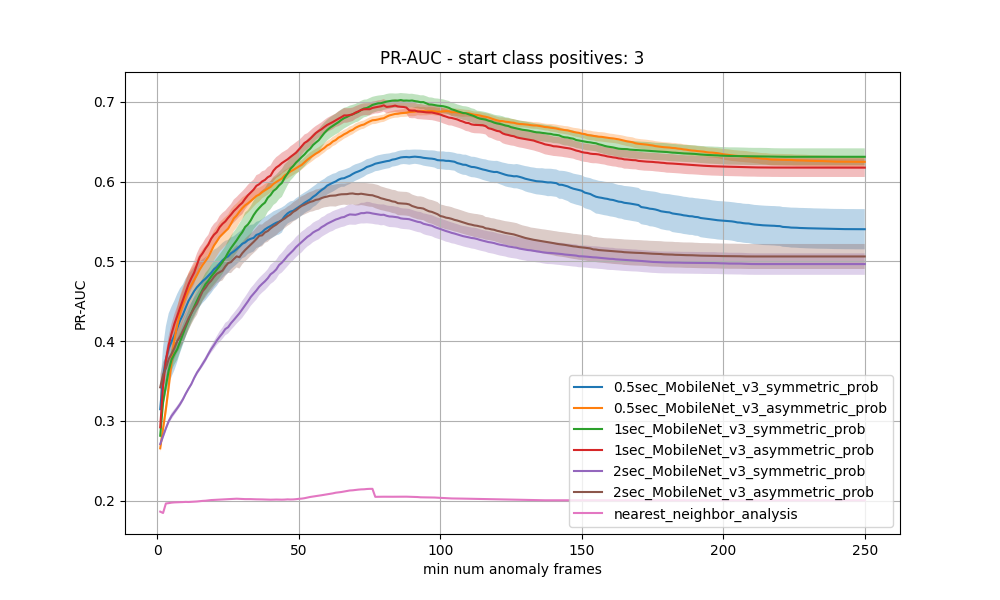 PR-AUC - start class positives: 3
PR-AUC
0.7
0.6
0.5
0.4
0.3
0.2
0
50
100
150
200
250
min num anomaly frames
0.5sec_MobileNet_v3_symmetric_prob
0.5sec_MobileNet_v3_asymmetric_prob
1sec_MobileNet_v3_symmetric_prob
1sec_MobileNet_v3_asymmetric_prob
2sec_MobileNet_v3_symmetric_prob
2sec_MobileNet_v3_asymmetric_prob
nearest_neighbor_analysis